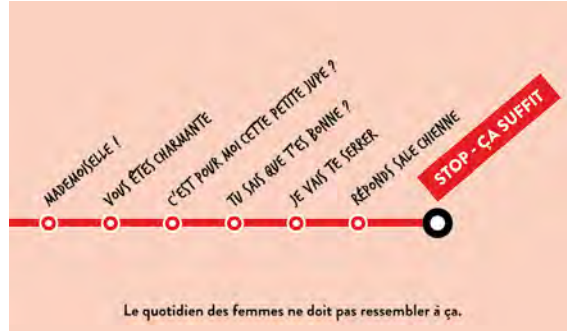 MADEMOISELLE !
VOUS ÊTES CHARMANTE
C'EST POUR MOI CETTE PETITE JUPE ?
TU SAIS QUE T'ES BONNE ?
JE VAIS TE SERRER
RÉPONDS SALE CHIENNE
STOP - ÇA SUFFIT
Le quotidien des femmes ne doit pas ressembler à ça.